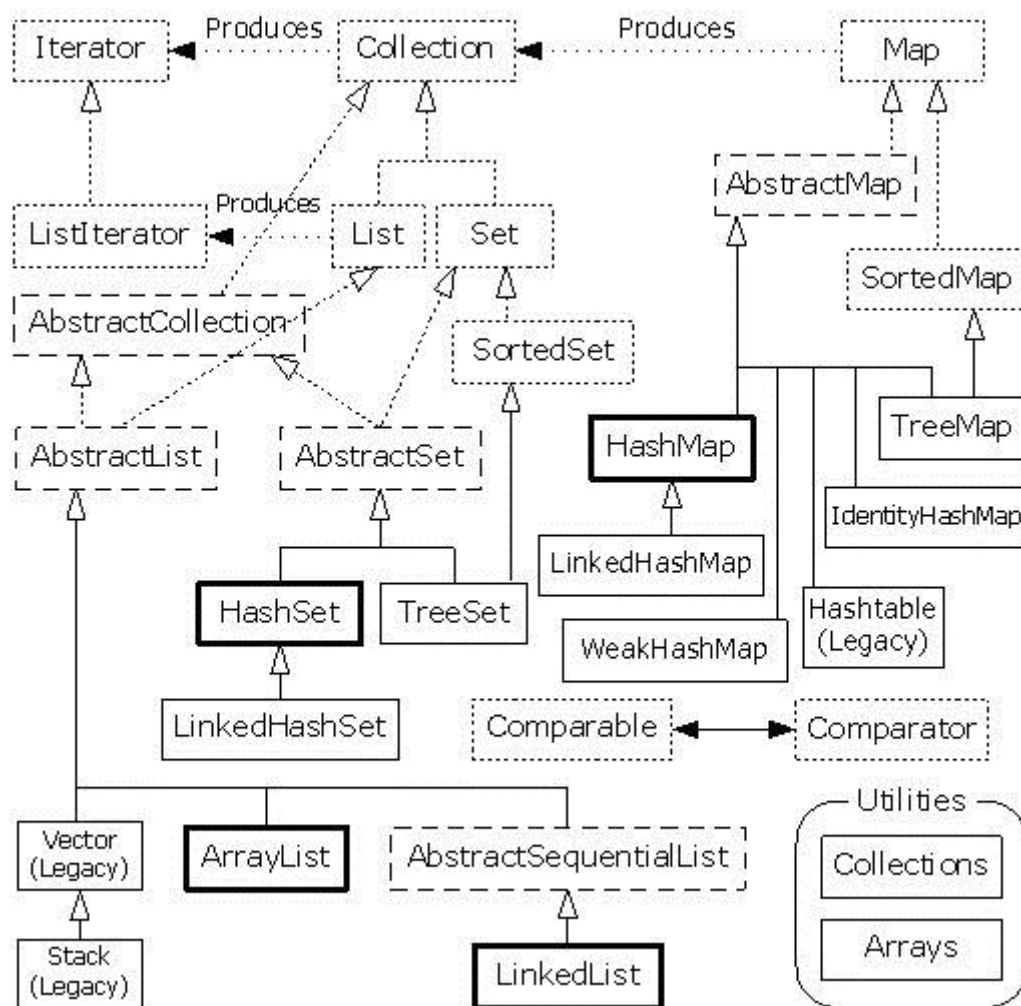 Iterator
Produces
Collection
Produces
Map
AbstractMap
ListIterator
Produces
List
Set
SortedMap
AbstractCollection
SortedSet
AbstractList
AbstractSet
HashMap
TreeMap
IdentityHashMap
LinkedHashMap
HashSet
TreeSet
Hashtable
(Legacy)
WeakHashMap
LinkedHashSet
Comparable
Comparator
Utilities
Vector
(Legacy)
ArrayList
AbstractSequentialList
Collections
Stack
(Legacy)
LinkedList
Arrays